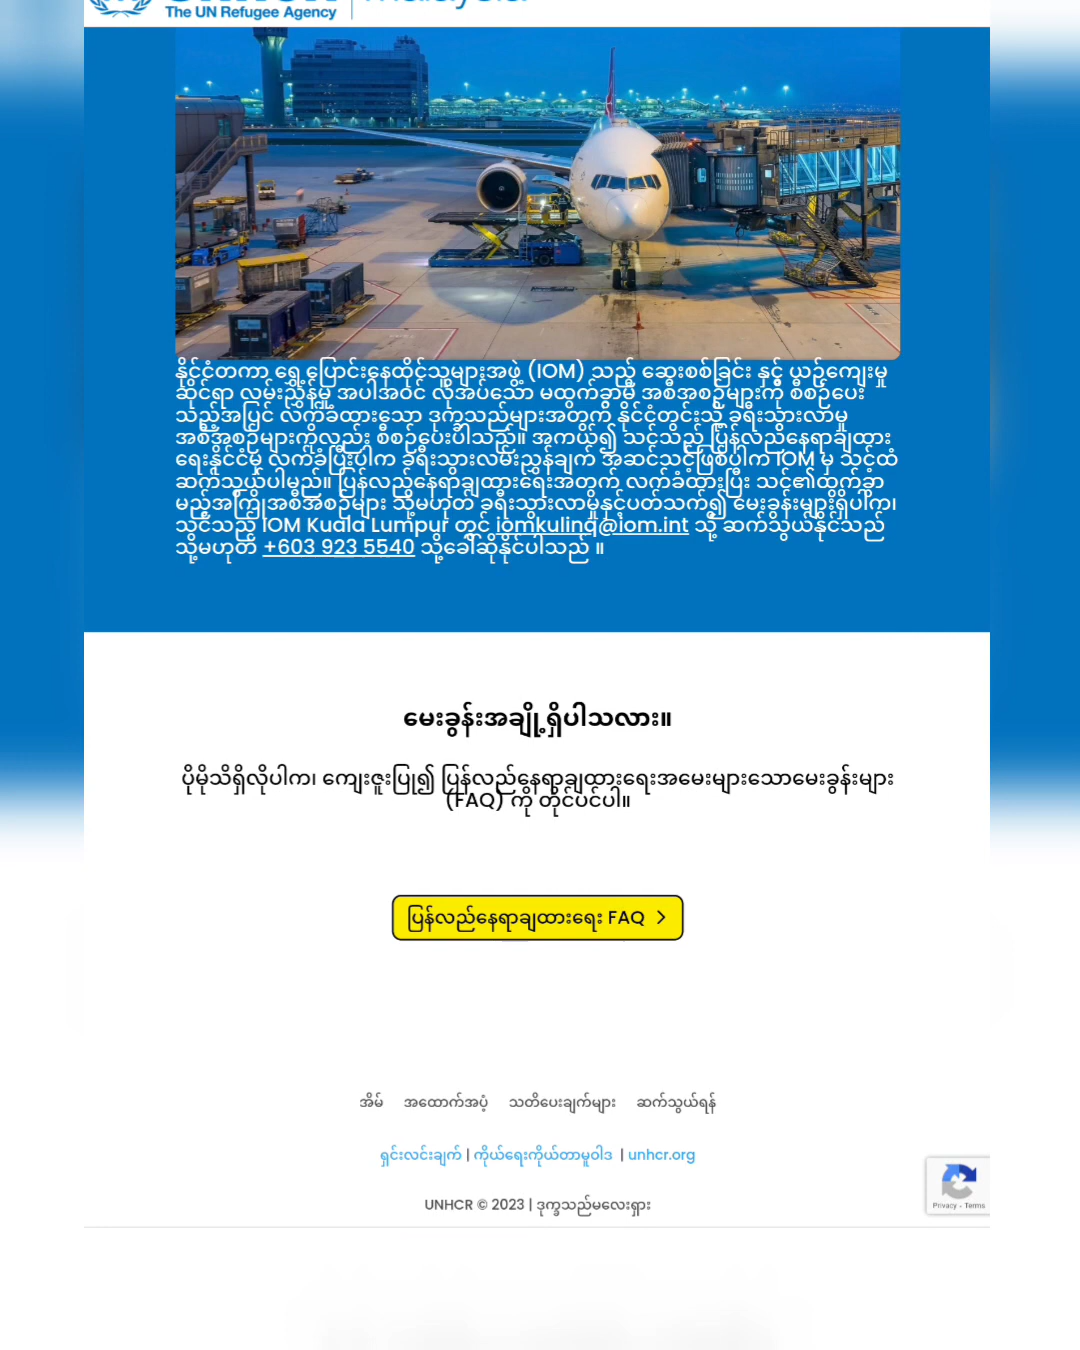 The UN Refugee Agency
နိုင်ငံတကာ ရွှေ့ပြောင်းနေထိုင်သူများအဖွဲ့ (IOM) သည် ဆေးစစ်ခြင်း နှင့် ယဉ်ကျေးမှု
ဆိုင်ရာ လမ်းညွှန်မှု အပါအဝင် လိုအပ်သော မထွက်ခွာမီ အစီအစဉ်များကို စီစဉ်ပေး
သည့်အပြင် လက်ခံထားသော ဒုက္ခသည်များအတွက် နိုင်ငံတွင်းသို့ ခရီးသွားလာမှု
အစီအစဉ်များကိုလည်း စီစဉ်ပေးပါသည်။ အကယ်၍ သင်သည် ပြန်လည်နေရာချထား
ရေးနိုင်ငံမှ လက်ခံပြီးပါက ခရီးသွားလမ်းညွှန်ချက် အဆင်သင့်ဖြစ်ပါက IOM မှ သင့်ထံ
ဆက်သွယ်ပါမည်။ ပြန်လည်နေရာချထားရေးအတွက် လက်ခံထားပြီး သင်၏ထွက်ခွာ
မည့်အကြိုအစီအစဉ်များ သို့မဟုတ် ခရီးသွားလာမှုနှင့်ပတ်သက်၍ မေးခွန်းများရှိပါက၊
သင်သည် IOM Kuala Lumpur တွင် iomkulinq@iom.int သို့ ဆက်သွယ်နိုင်သည်
သို့မဟုတ် +603 923 5540 သို့ခေါ်ဆိုနိုင်ပါသည် ။
မေးခွန်းအချို့ရှိပါသလား။
ပိုမိုသိရှိလိုပါက၊ ကျေးဇူးပြု၍ ပြန်လည်နေရာချထားရေးအမေးများသောမေးခွန်းများ
(FAQ) ကို တိုင်ပင်ပါ။
ပြန်လည်နေရာချထားရေး FAQ
အိမ် အထောက်အပံ့ သတိပေးချက်များ ဆက်သွယ်ရန်
ရှင်းလင်းချက် | ကိုယ်ရေးကိုယ်တာမူဝါဒ | unhcr.org
UNHCR © 2023 | ဒုက္ခသည်မလေးရှား
Privacy - Terms